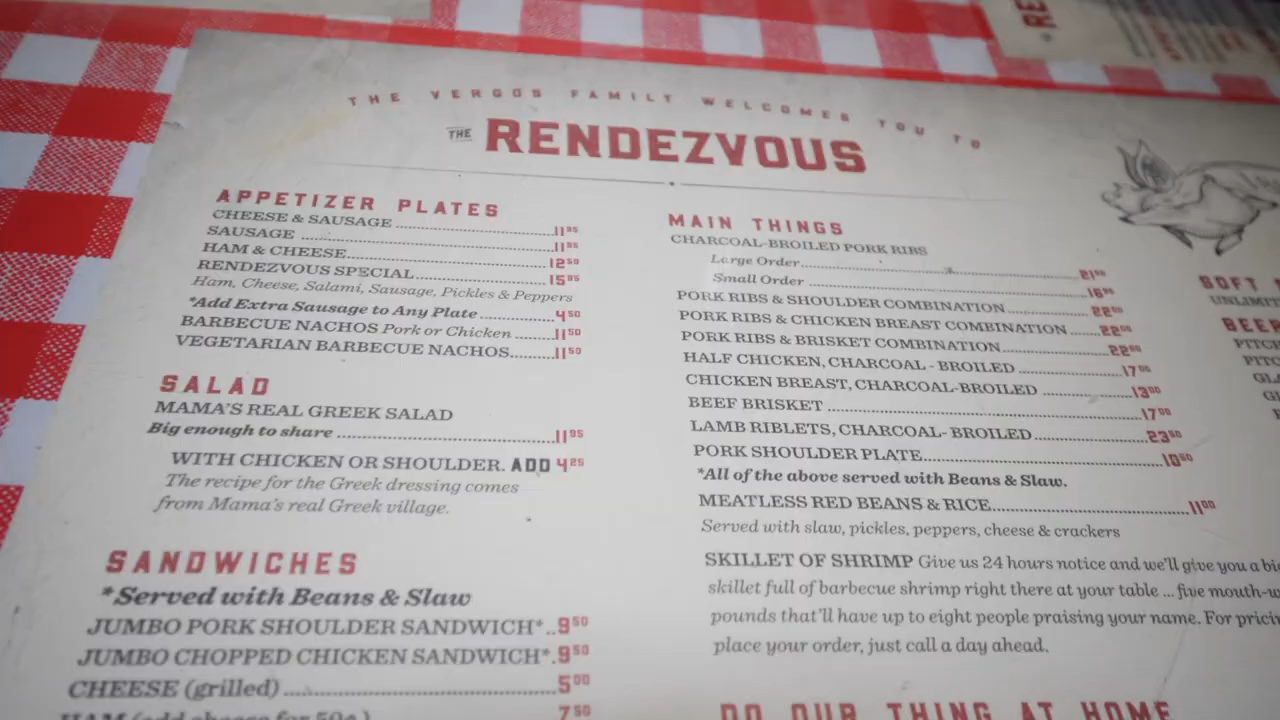 THE VERGOS FAMILY WELCOMES YOU TO
THE RENDEZVOUS
APPETIZER PLATES
CHEESE & SAUSAGE 11 95
SAUSAGE 11 95
HAM & CHEESE 12 50
RENDEZVOUS SPECIAL 15 95
Ham, Cheese, Salami, Sausage, Pickles & Peppers
*Add Extra Sausage to Any Plate 4 50
BARBECUE NACHOS Pork or Chicken 11 50
VEGETARIAN BARBECUE NACHOS 11 50
SALAD
MAMA'S REAL GREEK SALAD
Big enough to share 11 95
WITH CHICKEN OR SHOULDER. ADD 4 25
The recipe for the Greek dressing comes
from Mama's real Greek village.
SANDWICHES
*Served with Beans & Slaw
JUMBO PORK SHOULDER SANDWICH* 9 50
JUMBO CHOPPED CHICKEN SANDWICH* 9 50
CHEESE (grilled) 5 00
HAM (add cheese for 50¢) 7 50
MAIN THINGS
CHARCOAL-BROILED PORK RIBS
Large Order 21
Small Order 18
PORK RIBS & SHOULDER COMBINATION 22
PORK RIBS & CHICKEN BREAST COMBINATION 22
PORK RIBS & BRISKET COMBINATION 22
HALF CHICKEN, CHARCOAL - BROILED 17
CHICKEN BREAST, CHARCOAL-BROILED 13
BEEF BRISKET 17 00
LAMB RIBLETS, CHARCOAL-BROILED 23 50
PORK SHOULDER PLATE 10 50
*All of the above served with Beans & Slaw.
MEATLESS RED BEANS & RICE 11 00
Served with slaw, pickles, peppers, cheese & crackers
SKILLET OF SHRIMP Give us 24 hours notice and we'll give you a
skillet full of barbecue shrimp right there at your table ... five
pounds that'll have up to eight people praising your name. For
place your order, just call a day ahead.
DO OUR THING AT HOME
SOFT
UNLIMIT
BEER
PITC
PITC
GL